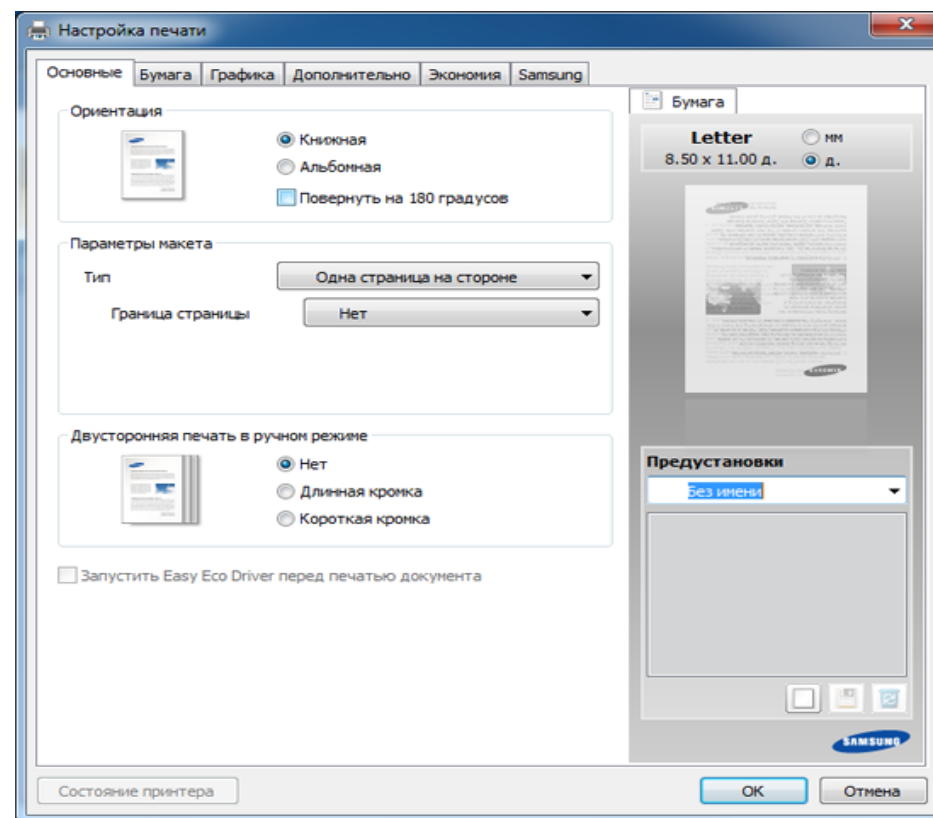 Настройка печати
Основные Бумага Графика Дополнительно Экономия Samsung
Ориентация
Книжная
Альбомная
Повернуть на 180 градусов
Параметры макета
Тип Одна страница на стороне
Граница страницы Нет
Двусторонняя печать в ручном режиме
Нет
Длинная кромка
Короткая кромка
Запустить Easy Eco Driver перед печатью документа
Бумага
Letter мм
8.50 x 11.00 д. д.
SAMSUNG
Предустановки
Без имени
SAMSUNG
Состояние принтера OK Отмена